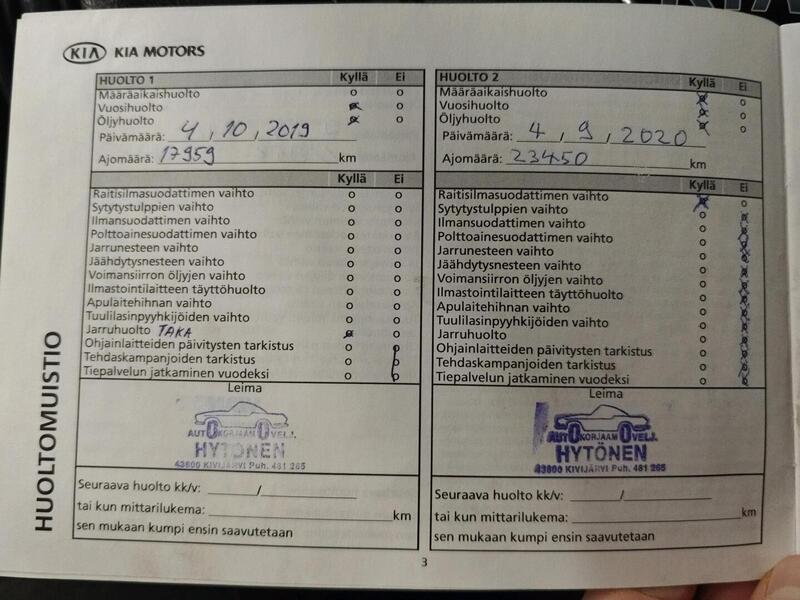 KIA KIA MOTORS
HUOLTO 1 Kyllä Ei
Määräaikaishuolto o o
Vuosihuolto o o
Öljyhuolto o o
Päivämäärä: 4, 10, 2019
Ajomäärä: 17959 km
Kyllä Ei
Raitisilmasuodattimen vaihto o o
Sytytystulppien vaihto o o
Ilmansuodattimen vaihto o o
Polttoainesuodattimen vaihto o o
Jarrunesteen vaihto o o
Jäähdytysnesteen vaihto o o
Voimansiirron öljyjen vaihto o o
Ilmastointilaitteen täyttöhuolto o o
Apulaitehihnan vaihto o o
Tuulilasinpyyhkijöiden vaihto o o
Jarruhuolto TAKA o o
Ohjainlaitteiden päivitysten tarkistus o o
Tehdaskampanjoiden tarkistus o o
Tiepalvelun jatkaminen vuodeksi o o
Leima
AUTOKORJAAMO VELJ.
HYTÖNEN
43800 KIVIJÄRVI Puh. 481 265
Seuraava huolto kk/v: /
tai kun mittarilukema: km
sen mukaan kumpi ensin saavutetaan
HUOLTO 2 Kyllä Ei
Määräaikaishuolto o
Vuosihuolto o
Öljyhuolto o
Päivämäärä: 4, 9, 2020
Ajomäärä: 23450 km
Kyllä Ei
Raitisilmasuodattimen vaihto o
Sytytystulppien vaihto o
Ilmansuodattimen vaihto o
Polttoainesuodattimen vaihto o
Jarrunesteen vaihto o
Jäähdytysnesteen vaihto o
Voimansiirron öljyjen vaihto o
Ilmastointilaitteen täyttöhuolto o
Apulaitehihnan vaihto o
Tuulilasinpyyhkijöiden vaihto o
Jarruhuolto o
Ohjainlaitteiden päivitysten tarkistus o
Tehdaskampanjoiden tarkistus o
Tiepalvelun jatkaminen vuodeksi o
Leima
AUTOKORJAAMO VELJ.
HYTÖNEN
43800 KIVIJÄRVI Puh. 481 265
Seuraava huolto kk/v: /
tai kun mittarilukema: km
sen mukaan kumpi ensin saavutetaan
HUOLTOMUISTIO
3